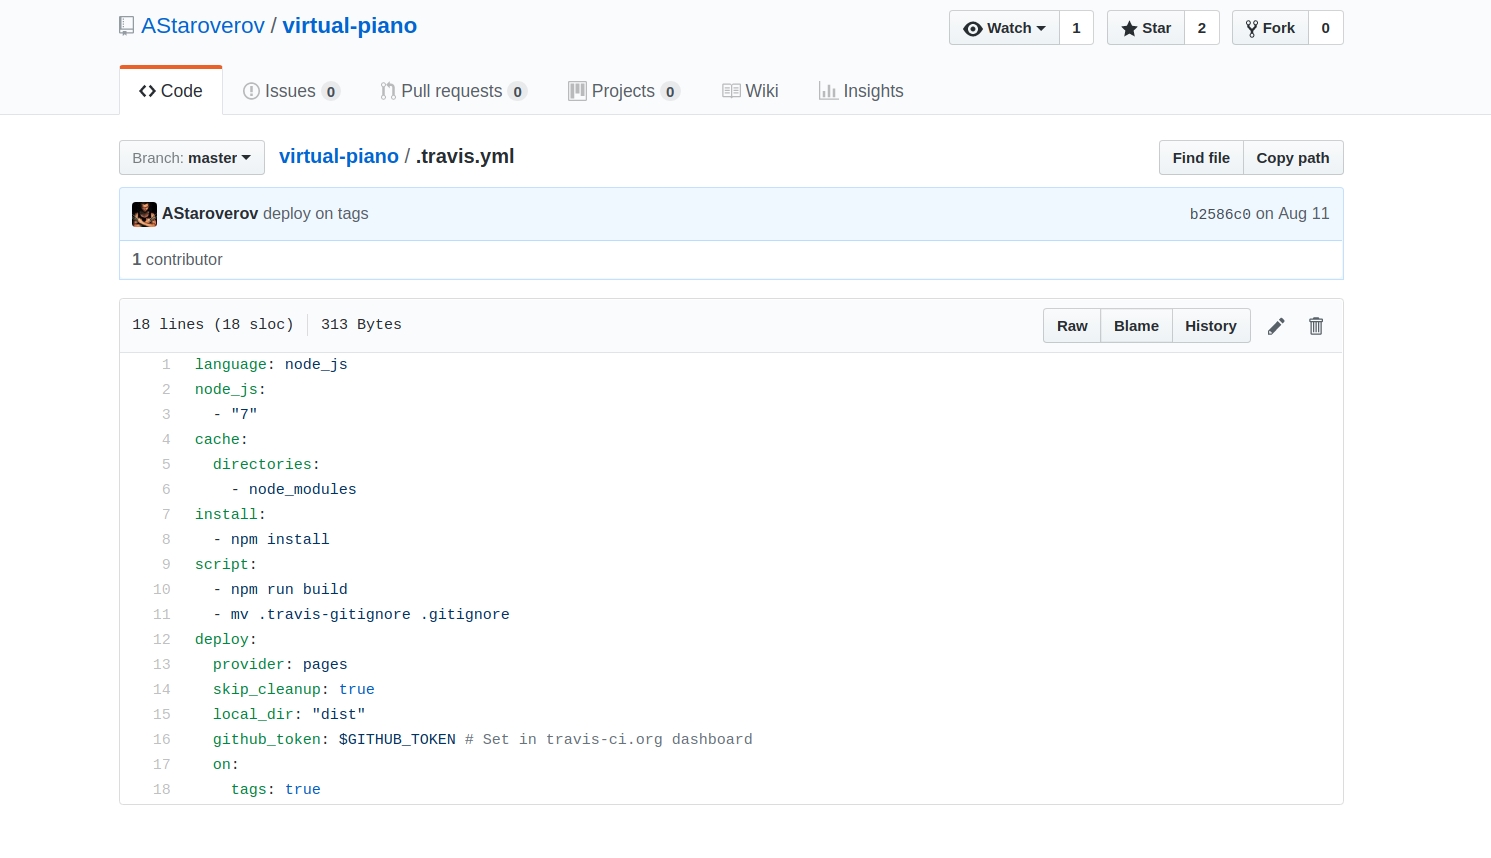 AStaroverov / virtual-piano
Watch 1 Star 2 Fork 0
Code Issues 0 Pull requests 0 Projects 0 Wiki Insights
Branch: master virtual-piano / .travis.yml Find file Copy path
AStaroverov deploy on tags b2586c0 on Aug 11
1 contributor
18 lines (18 sloc) 313 Bytes Raw Blame History
1 language: node_js
2 node_js:
3 - "7"
4 cache:
5 directories:
6 - node_modules
7 install:
8 - npm install
9 script:
10 - npm run build
11 - mv .travis-gitignore .gitignore
12 deploy:
13 provider: pages
14 skip_cleanup: true
15 local_dir: "dist"
16 github_token: $GITHUB_TOKEN # Set in travis-ci.org dashboard
17 on:
18 tags: true